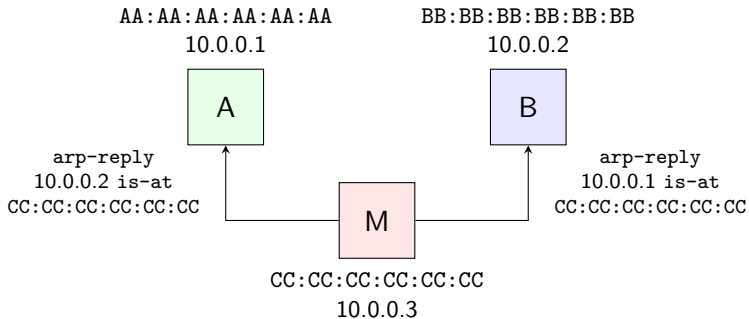 AA:AA:AA:AA:AA:AA
10.0.0.1
BB:BB:BB:BB:BB:BB
10.0.0.2
A
B
arp-reply
10.0.0.2 is-at
CC:CC:CC:CC:CC:CC
arp-reply
10.0.0.1 is-at
CC:CC:CC:CC:CC:CC
M
CC:CC:CC:CC:CC:CC
10.0.0.3